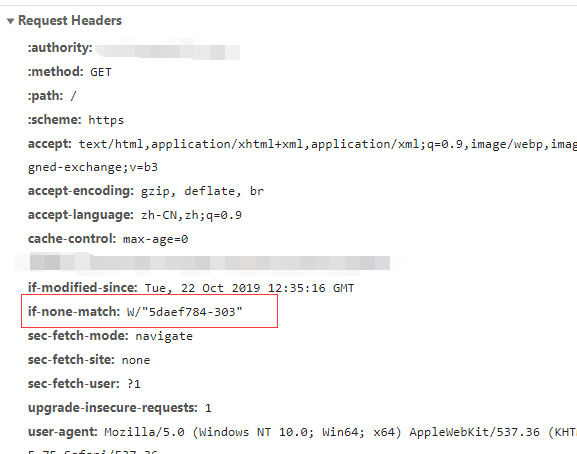 Request Headers
:authority:
:method: GET
:path: /
:scheme: https
accept: text/html,application/xhtml+xml,application/xml;q=0.9,image/webp,imag
gned-exchange;v=b3
accept-encoding: gzip, deflate, br
accept-language: zh-CN,zh;q=0.9
cache-control: max-age=0
if-modified-since: Tue, 22 Oct 2019 12:35:16 GMT
if-none-match: W/"5daef784-303"
sec-fetch-mode: navigate
sec-fetch-site: none
sec-fetch-user: ?1
upgrade-insecure-requests: 1
user-agent: Mozilla/5.0 (Windows NT 10.0; Win64; x64) AppleWebKit/537.36 (KHT